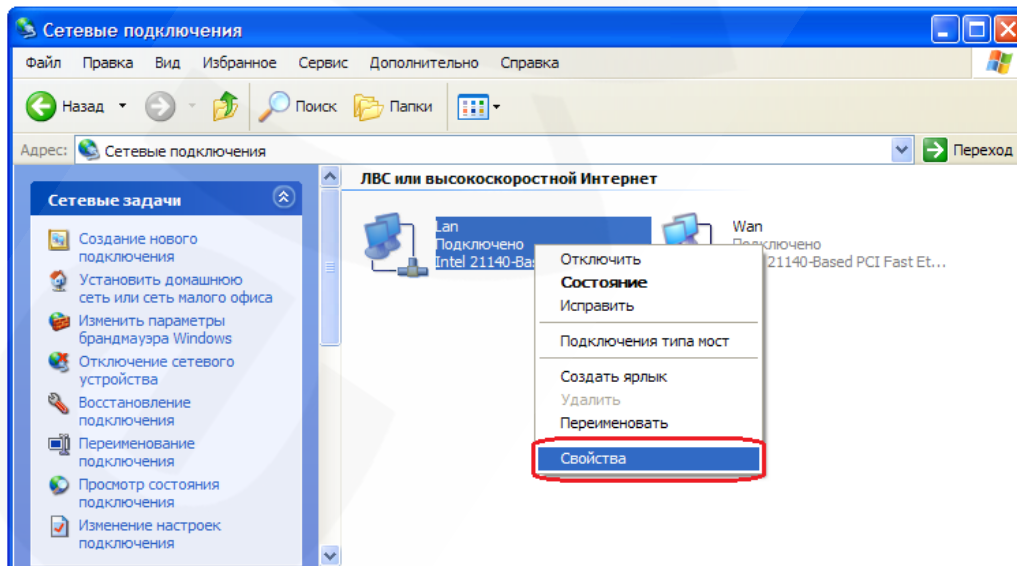 Сетевые подключения
Файл Правка Вид Избранное Сервис Дополнительно Справка
Назад Поиск Папки
Адрес: Сетевые подключения Переход
Сетевые задачи
Создание нового
подключения
Установить домашнюю
сеть или сеть малого офиса
Изменить параметры
брандмауэра Windows
Отключение сетевого
устройства
Восстановление
подключения
Переименование
подключения
Просмотр состояния
подключения
Изменение настроек
подключения
ЛВС или высокоскоростной Интернет
Lan
Подключено
Intel 21140-Bas
Wan
Подключено
21140-Based PCI Fast Et...
Отключить
Состояние
Исправить
Подключения типа мост
Создать ярлык
Удалить
Переименовать
Свойства